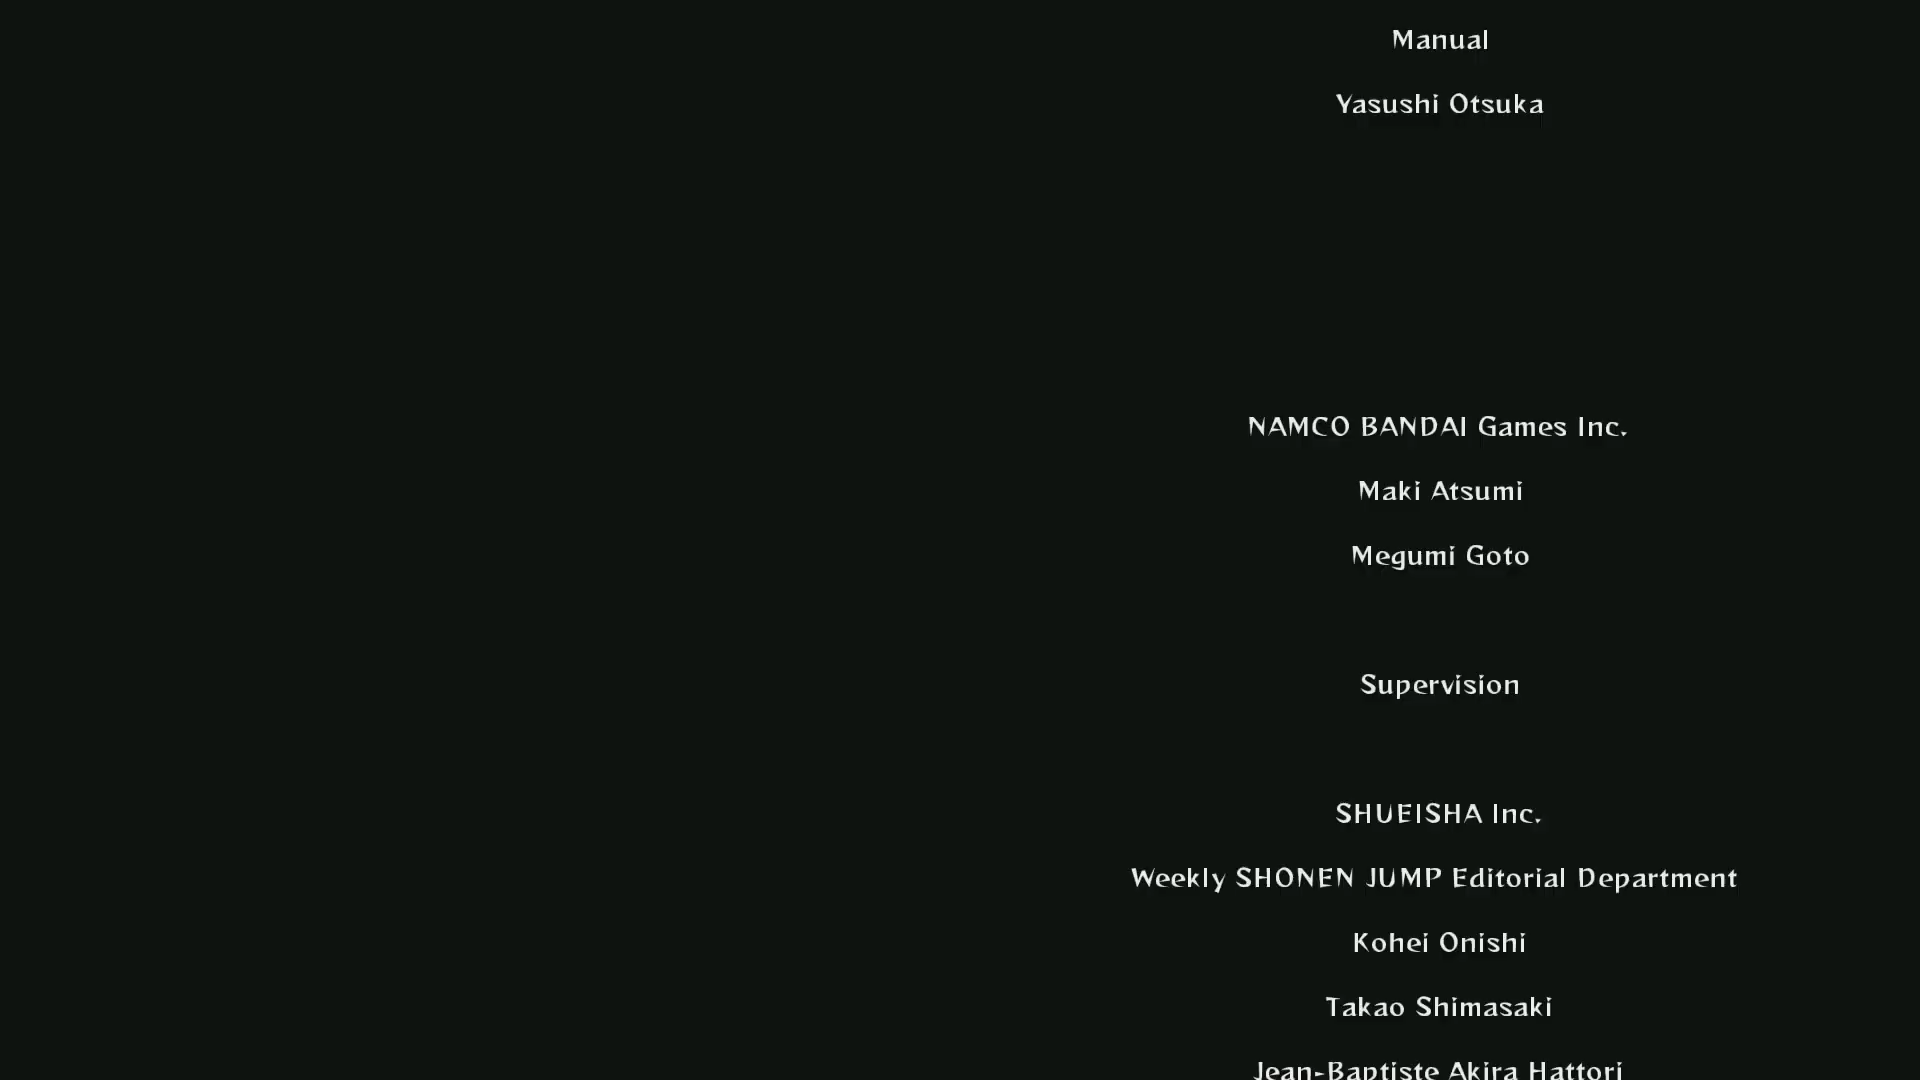 Manual
Yasushi Otsuka
NAMCO BANDAI Games Inc.
Maki Atsumi
Megumi Goto
Supervision
SHUEISHA Inc.
Weekly SHONEN JUMP Editorial Department
Kohei Onishi
Takao Shimasaki
Jean-Baptiste Akira Hattori